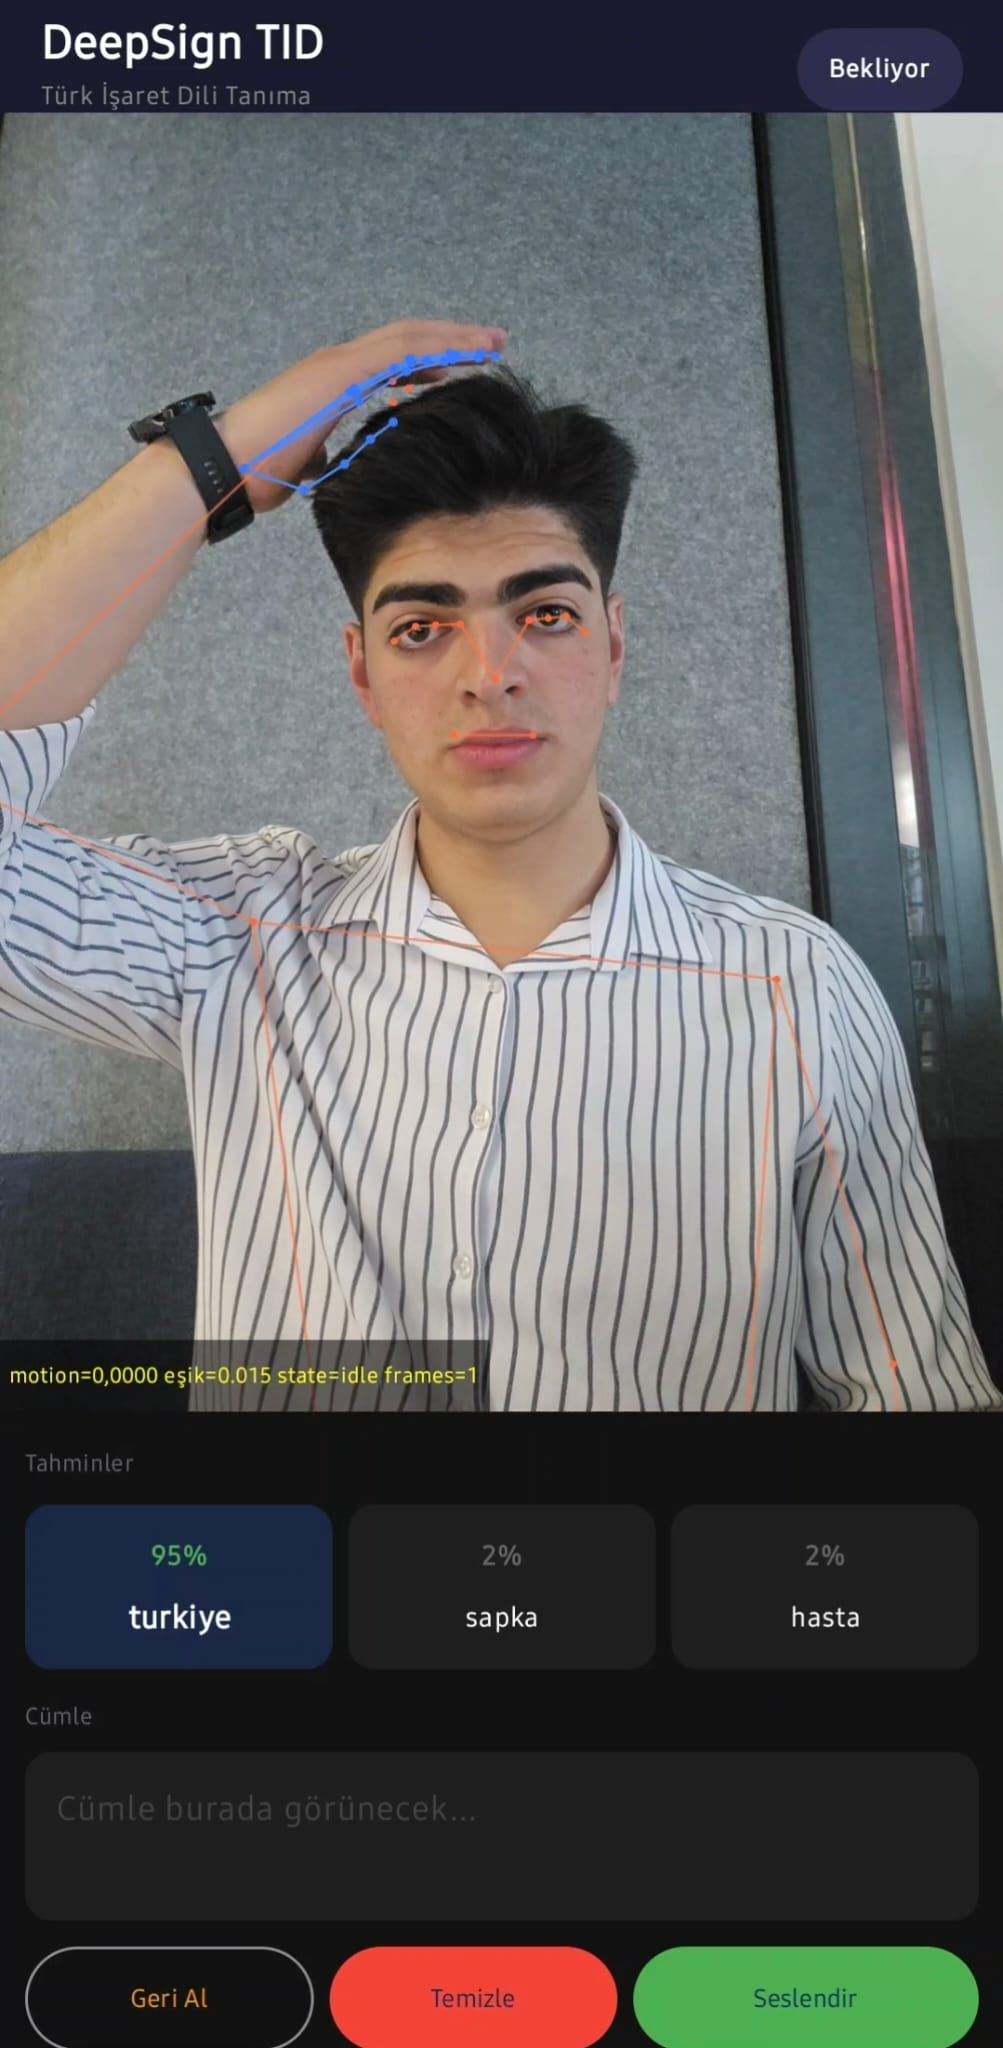 DeepSign TID
Türk İşaret Dili Tanıma
Bekliyor
motion=0,0000 eşik=0.015 state=idle frames=1
Tahminler
95%
turkiye
2%
sapka
2%
hasta
Cümle
Cümle burada görünecek...
Geri Al
Temizle
Seslendir